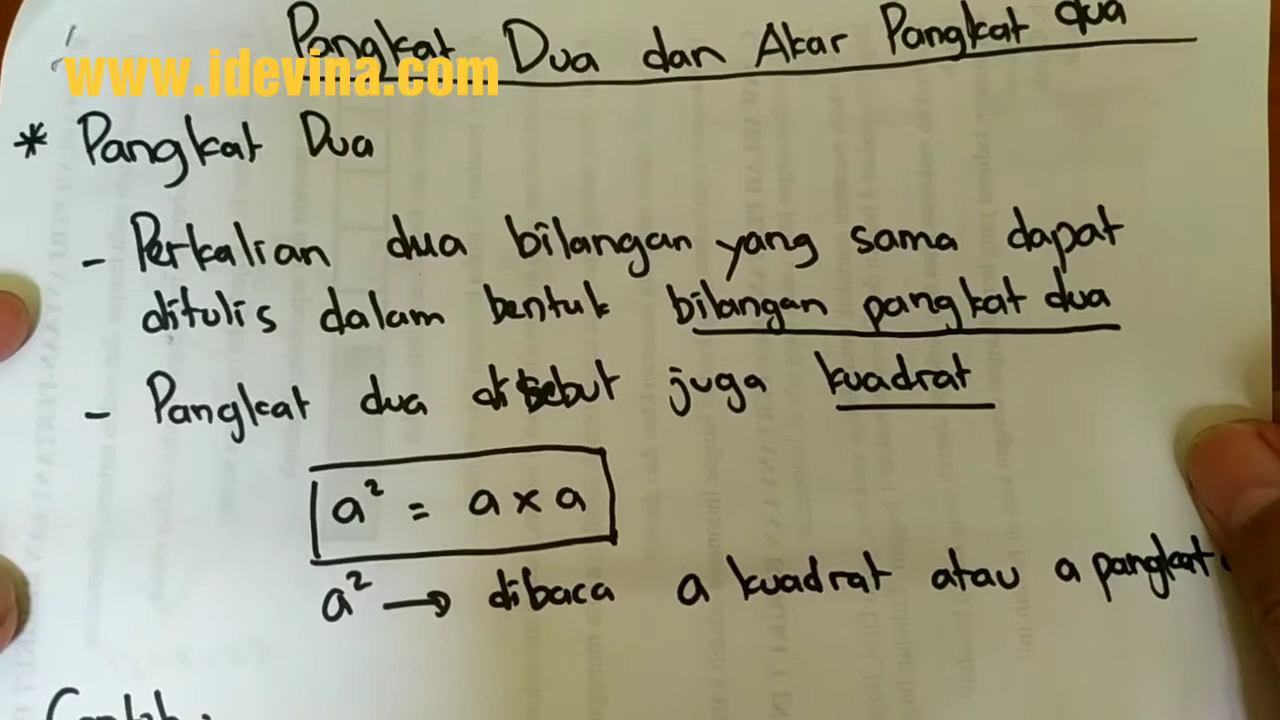 Pangkat Dua dan Akar Pangkat dua
www.idevina.com
* Pangkat Dua
- Perkalian dua bilangan yang sama dapat
ditulis dalam bentuk bilangan pangkat dua
- Pangkat dua disebut juga kuadrat
a² = a x a
a² → dibaca a kuadrat atau a pangkat
Contoh :